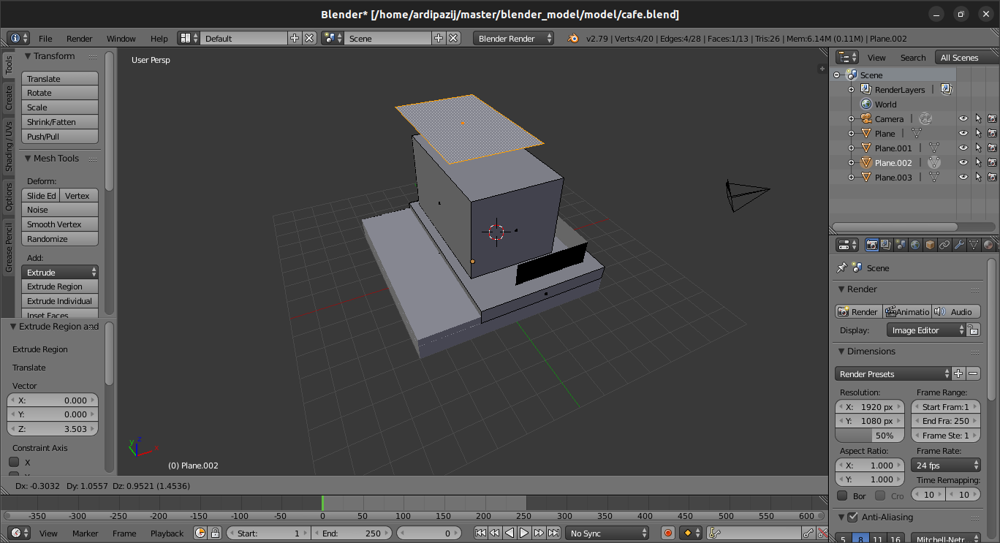 Blender* [/home/ardipazij/master/blender_model/model/cafe.blend]
File Render Window Help Default Scene Blender Render v2.79 | Verts:4/20 | Edges:4/28 | Faces:1/13 | Tris:26 | Mem:6.14M (0.11M) | Plane.002
Tools
Create
Shading / UVs
Options
Grease Pencil
Transform
Translate
Rotate
Scale
Shrink/Fatten
Push/Pull
Mesh Tools
Deform:
Slide Ed Vertex
Noise
Smooth Vertex
Randomize
Add:
Extrude
Extrude Region
Extrude Individual
Inset Faces
Extrude Region and
Extrude Region
Translate
Vector
X: 0.000
Y: 0.000
Z: 3.503
Constraint Axis
X
User Persp
y z x
(0) Plane.002
Dx: -0.3032 Dy: 1.0557 Dz: 0.9521 (1.4536)
View Search All Scenes
Scene
RenderLayers
World
Camera
Plane
Plane.001
Plane.002
Plane.003
Scene
Render
Render Animatio Audio
Display: Image Editor
Dimensions
Render Presets
Resolution: Frame Range:
X: 1920 px Start Fram:1
Y: 1080 px End Fra: 250
50% Frame Ste: 1
Aspect Ratio: Frame Rate:
X: 1.000 24 fps
Y: 1.000 Time Remapping:
Bor Cro 10 10
Anti-Aliasing
5 8 11 16 Mitchell-Netr...
-350 -300 -250 -200 -150 -100 -50 0 50 100 150 200 250 300 350 400 450 500 550 600
View Marker Frame Playback Start: 1 End: 250 0 No Sync